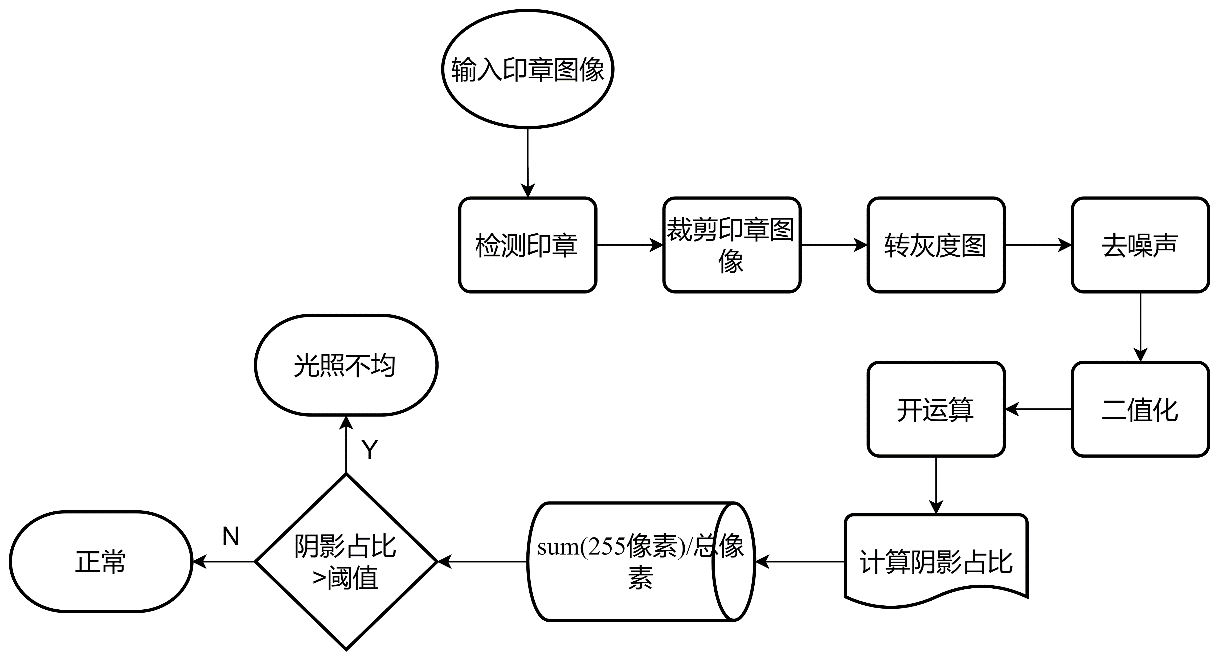 输入印章图像
检测印章
裁剪印章图
像
转灰度图
去噪声
二值化
开运算
计算阴影占比
sum(255像素)/总像
素
阴影占比
>阈值
Y
光照不均
N
正常